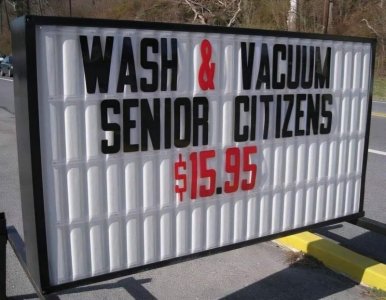 WASH & VACUUM
SENIOR CITIZENS
$15.95